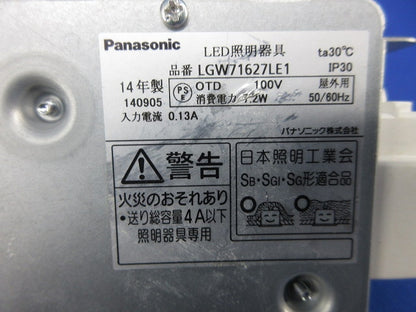 Panasonic LED照明器具 ta30℃
品番 LGW71627LE1 IP30
14年製 PSE OTD 100V 屋外用
140905 消費電力 7.2W 50/60Hz
入力電流 0.13A
パナソニック株式会社
警告
火災のおそれあり
・送り総容量4A以下
照明器具専用
日本照明工業会
SB・SGI・SG形適合品